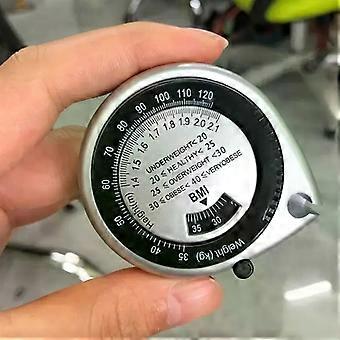 35 40 50 60 70 80 90 100 110 120
Weight (kg)
1.4 1.5 1.6 1.7 1.8 1.9 2.0 2.1
Height(m)
UNDERWEIGHT< 20
20 ≤ HEALTHY< 25
25 ≤ OVERWEIGHT <30
30 ≤ OBESE< 40 ≤ VERYOBESE
BMI
35 30